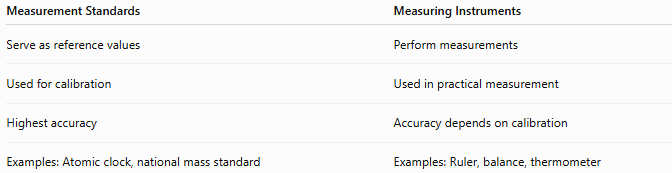 Measurement Standards Measuring Instruments
Serve as reference values Perform measurements
Used for calibration Used in practical measurement
Highest accuracy Accuracy depends on calibration
Examples: Atomic clock, national mass standard Examples: Ruler, balance, thermometer